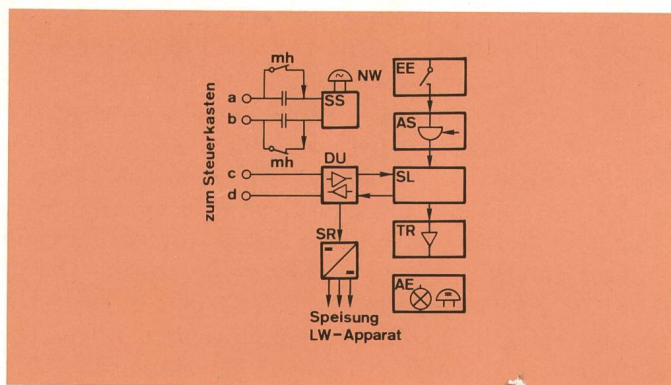 mh
NW
a
SS
b
mh
zum Steuerkasten
DU
c
d
SR
Speisung
LW-Apparat
EE
AS
SL
TR
AE